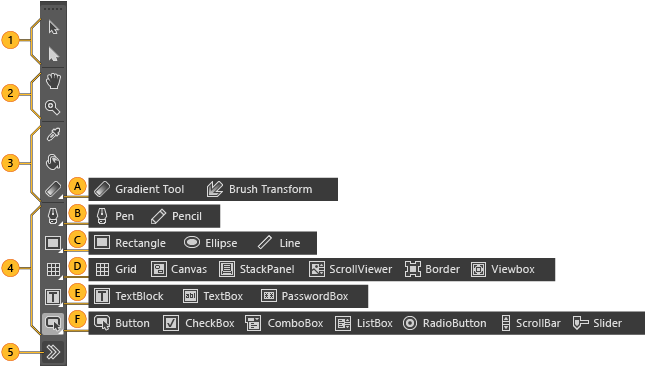 1
2
3
A Gradient Tool Brush Transform
B Pen Pencil
C Rectangle Ellipse Line
4
D Grid Canvas StackPanel ScrollViewer Border Viewbox
E T TextBlock TextBox PasswordBox
F Button CheckBox ComboBox ListBox RadioButton ScrollBar Slider
5